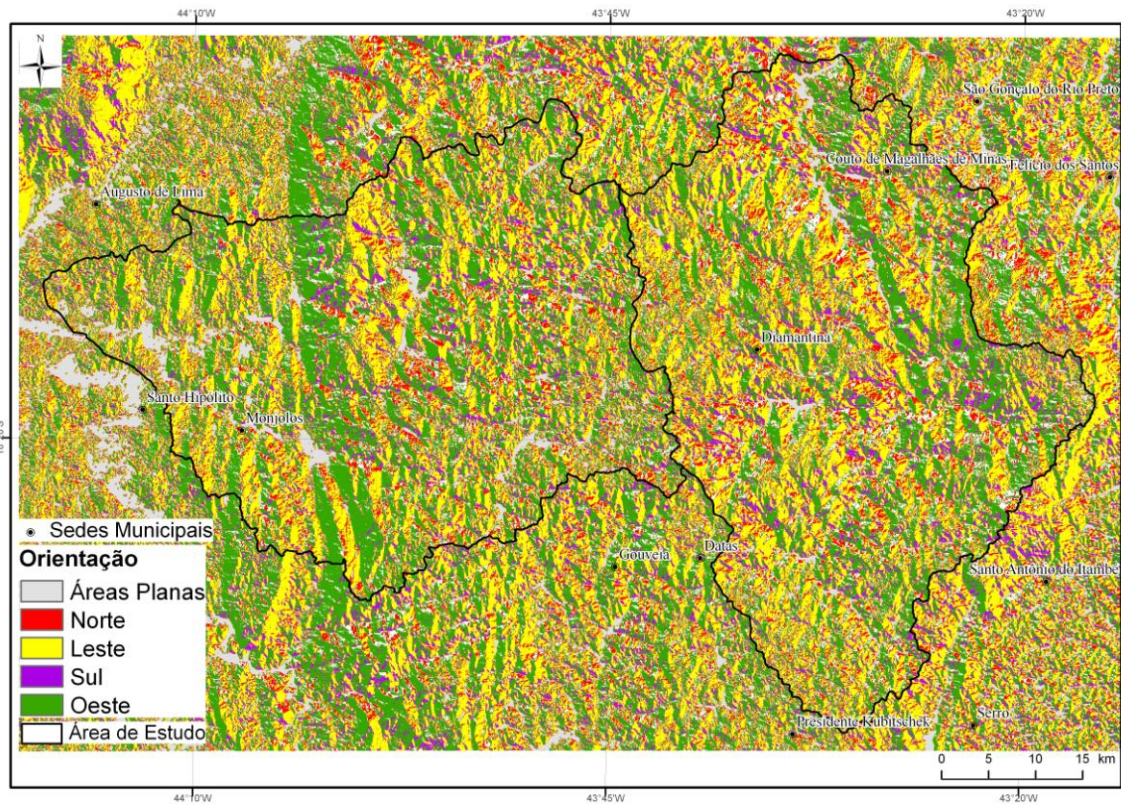 44°10'W 43°45'W 43°20'W
N
São Gonçalo do Rio Preto
Couto de Magalhães de Minas
Felício dos Santos
Augusto de Lima
Diamantina
Santo Hipólito
Monjolos
Gouveia
Datas
Santo Antônio do Itambé
Presidente Kubitschek
Serro
Sedes Municipais
Orientação
Áreas Planas
Norte
Leste
Sul
Oeste
Área de Estudo
0 5 10 15 km
44°10'W 43°45'W 43°20'W